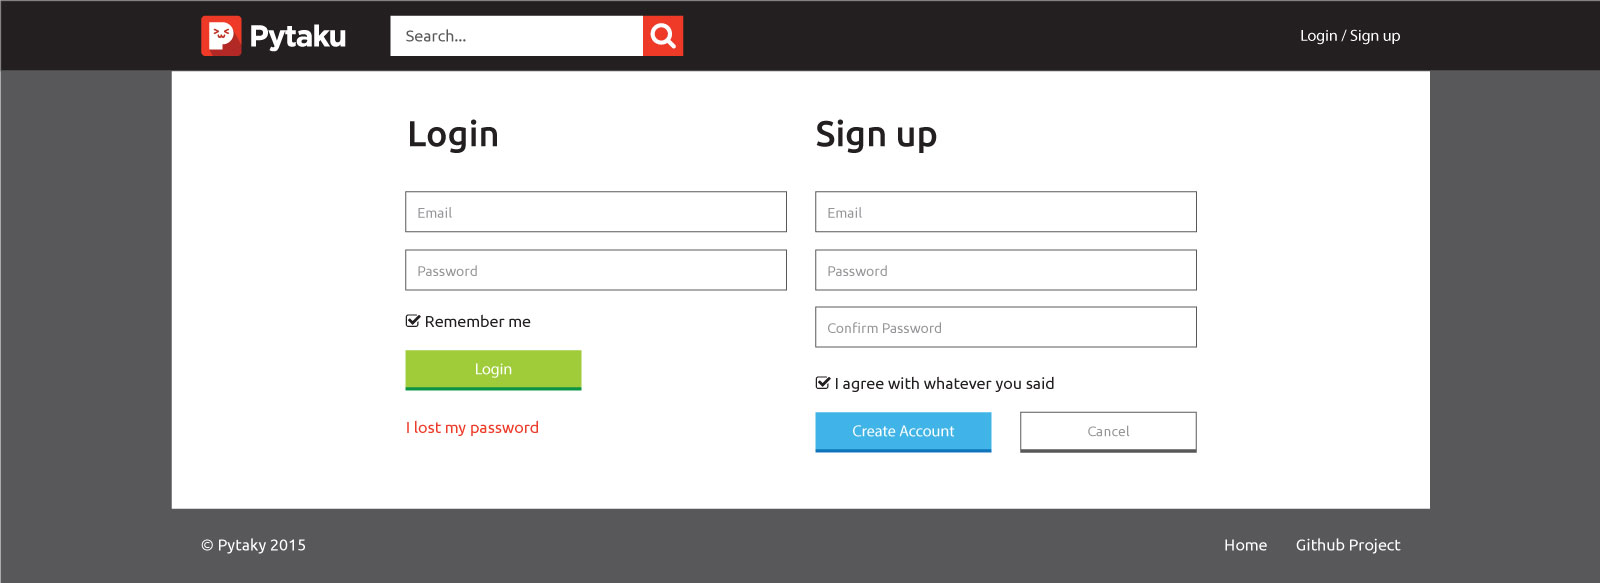 Pytaku
Search...
Login / Sign up
Login
Email
Password
Remember me
Login
I lost my password
Sign up
Email
Password
Confirm Password
I agree with whatever you said
Create Account
Cancel
© Pytaky 2015
Home
Github Project